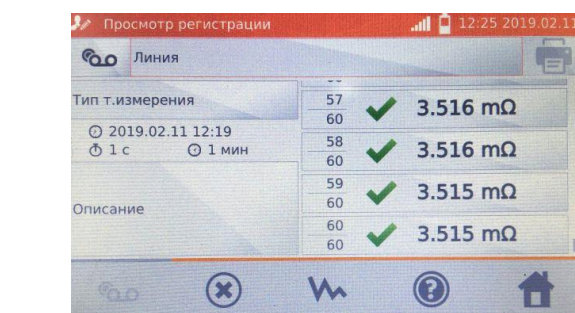 Просмотр регистрации
12:25 2019.02.11
Линия
Тип т.измерения
2019.02.11 12:19
1 с 1 мин
Описание
57
60
3.516 mΩ
58
60
3.516 mΩ
59
60
3.515 mΩ
60
60
3.515 mΩ
?